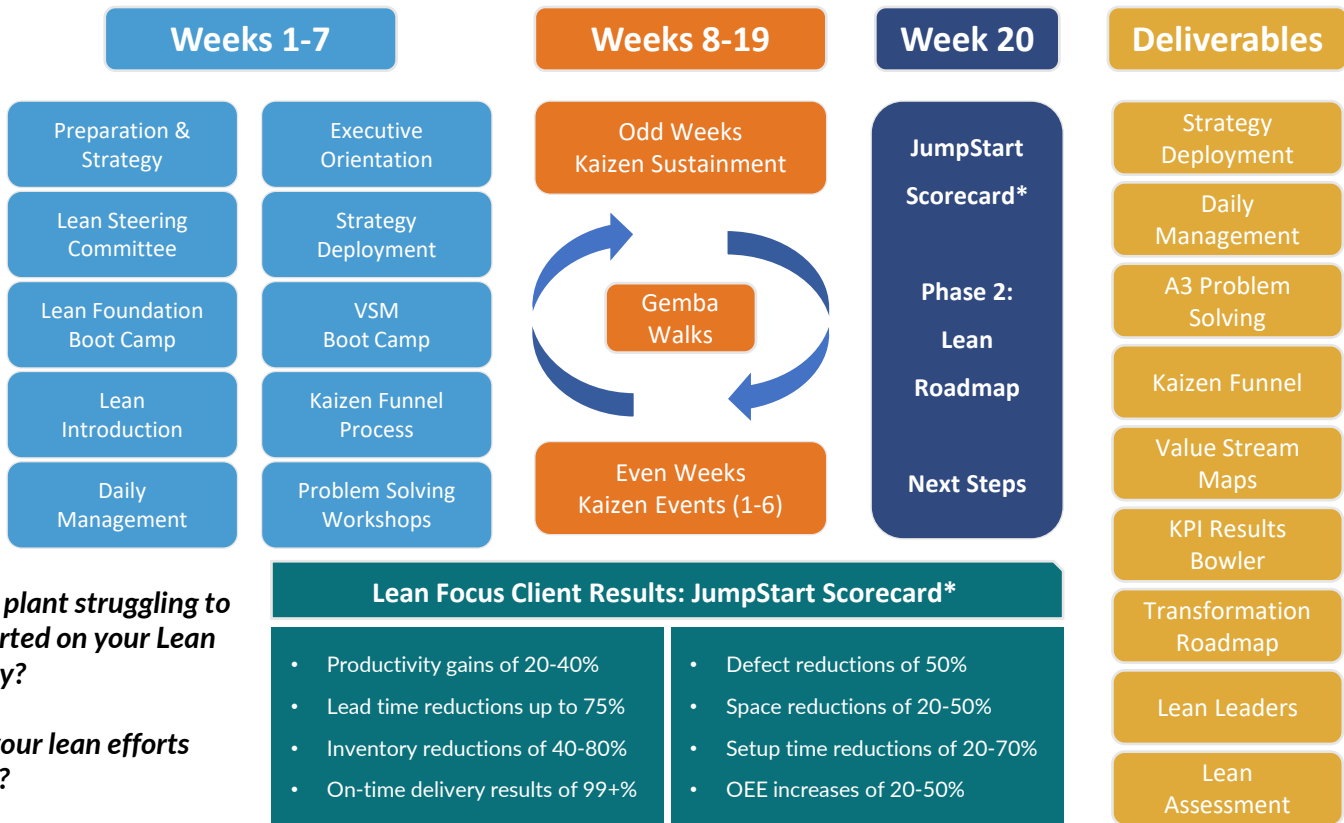 Weeks 1-7
Preparation &
Strategy
Executive
Orientation
Lean Steering
Committee
Strategy
Deployment
Lean Foundation
Boot Camp
VSM
Boot Camp
Lean
Introduction
Kaizen Funnel
Process
Daily
Management
Problem Solving
Workshops
Weeks 8-19
Odd Weeks
Kaizen Sustainment
Gemba
Walks
Even Weeks
Kaizen Events (1-6)
Week 20
JumpStart
Scorecard*
Phase 2:
Lean
Roadmap
Next Steps
Deliverables
Strategy
Deployment
Daily
Management
A3 Problem
Solving
Kaizen Funnel
Value Stream
Maps
KPI Results
Bowler
Transformation
Roadmap
Lean Leaders
Lean
Assessment
plant struggling to
rted on your Lean
y?
our lean efforts
?
Lean Focus Client Results: JumpStart Scorecard*
• Productivity gains of 20-40%
• Lead time reductions up to 75%
• Inventory reductions of 40-80%
• On-time delivery results of 99+%
• Defect reductions of 50%
• Space reductions of 20-50%
• Setup time reductions of 20-70%
• OEE increases of 20-50%